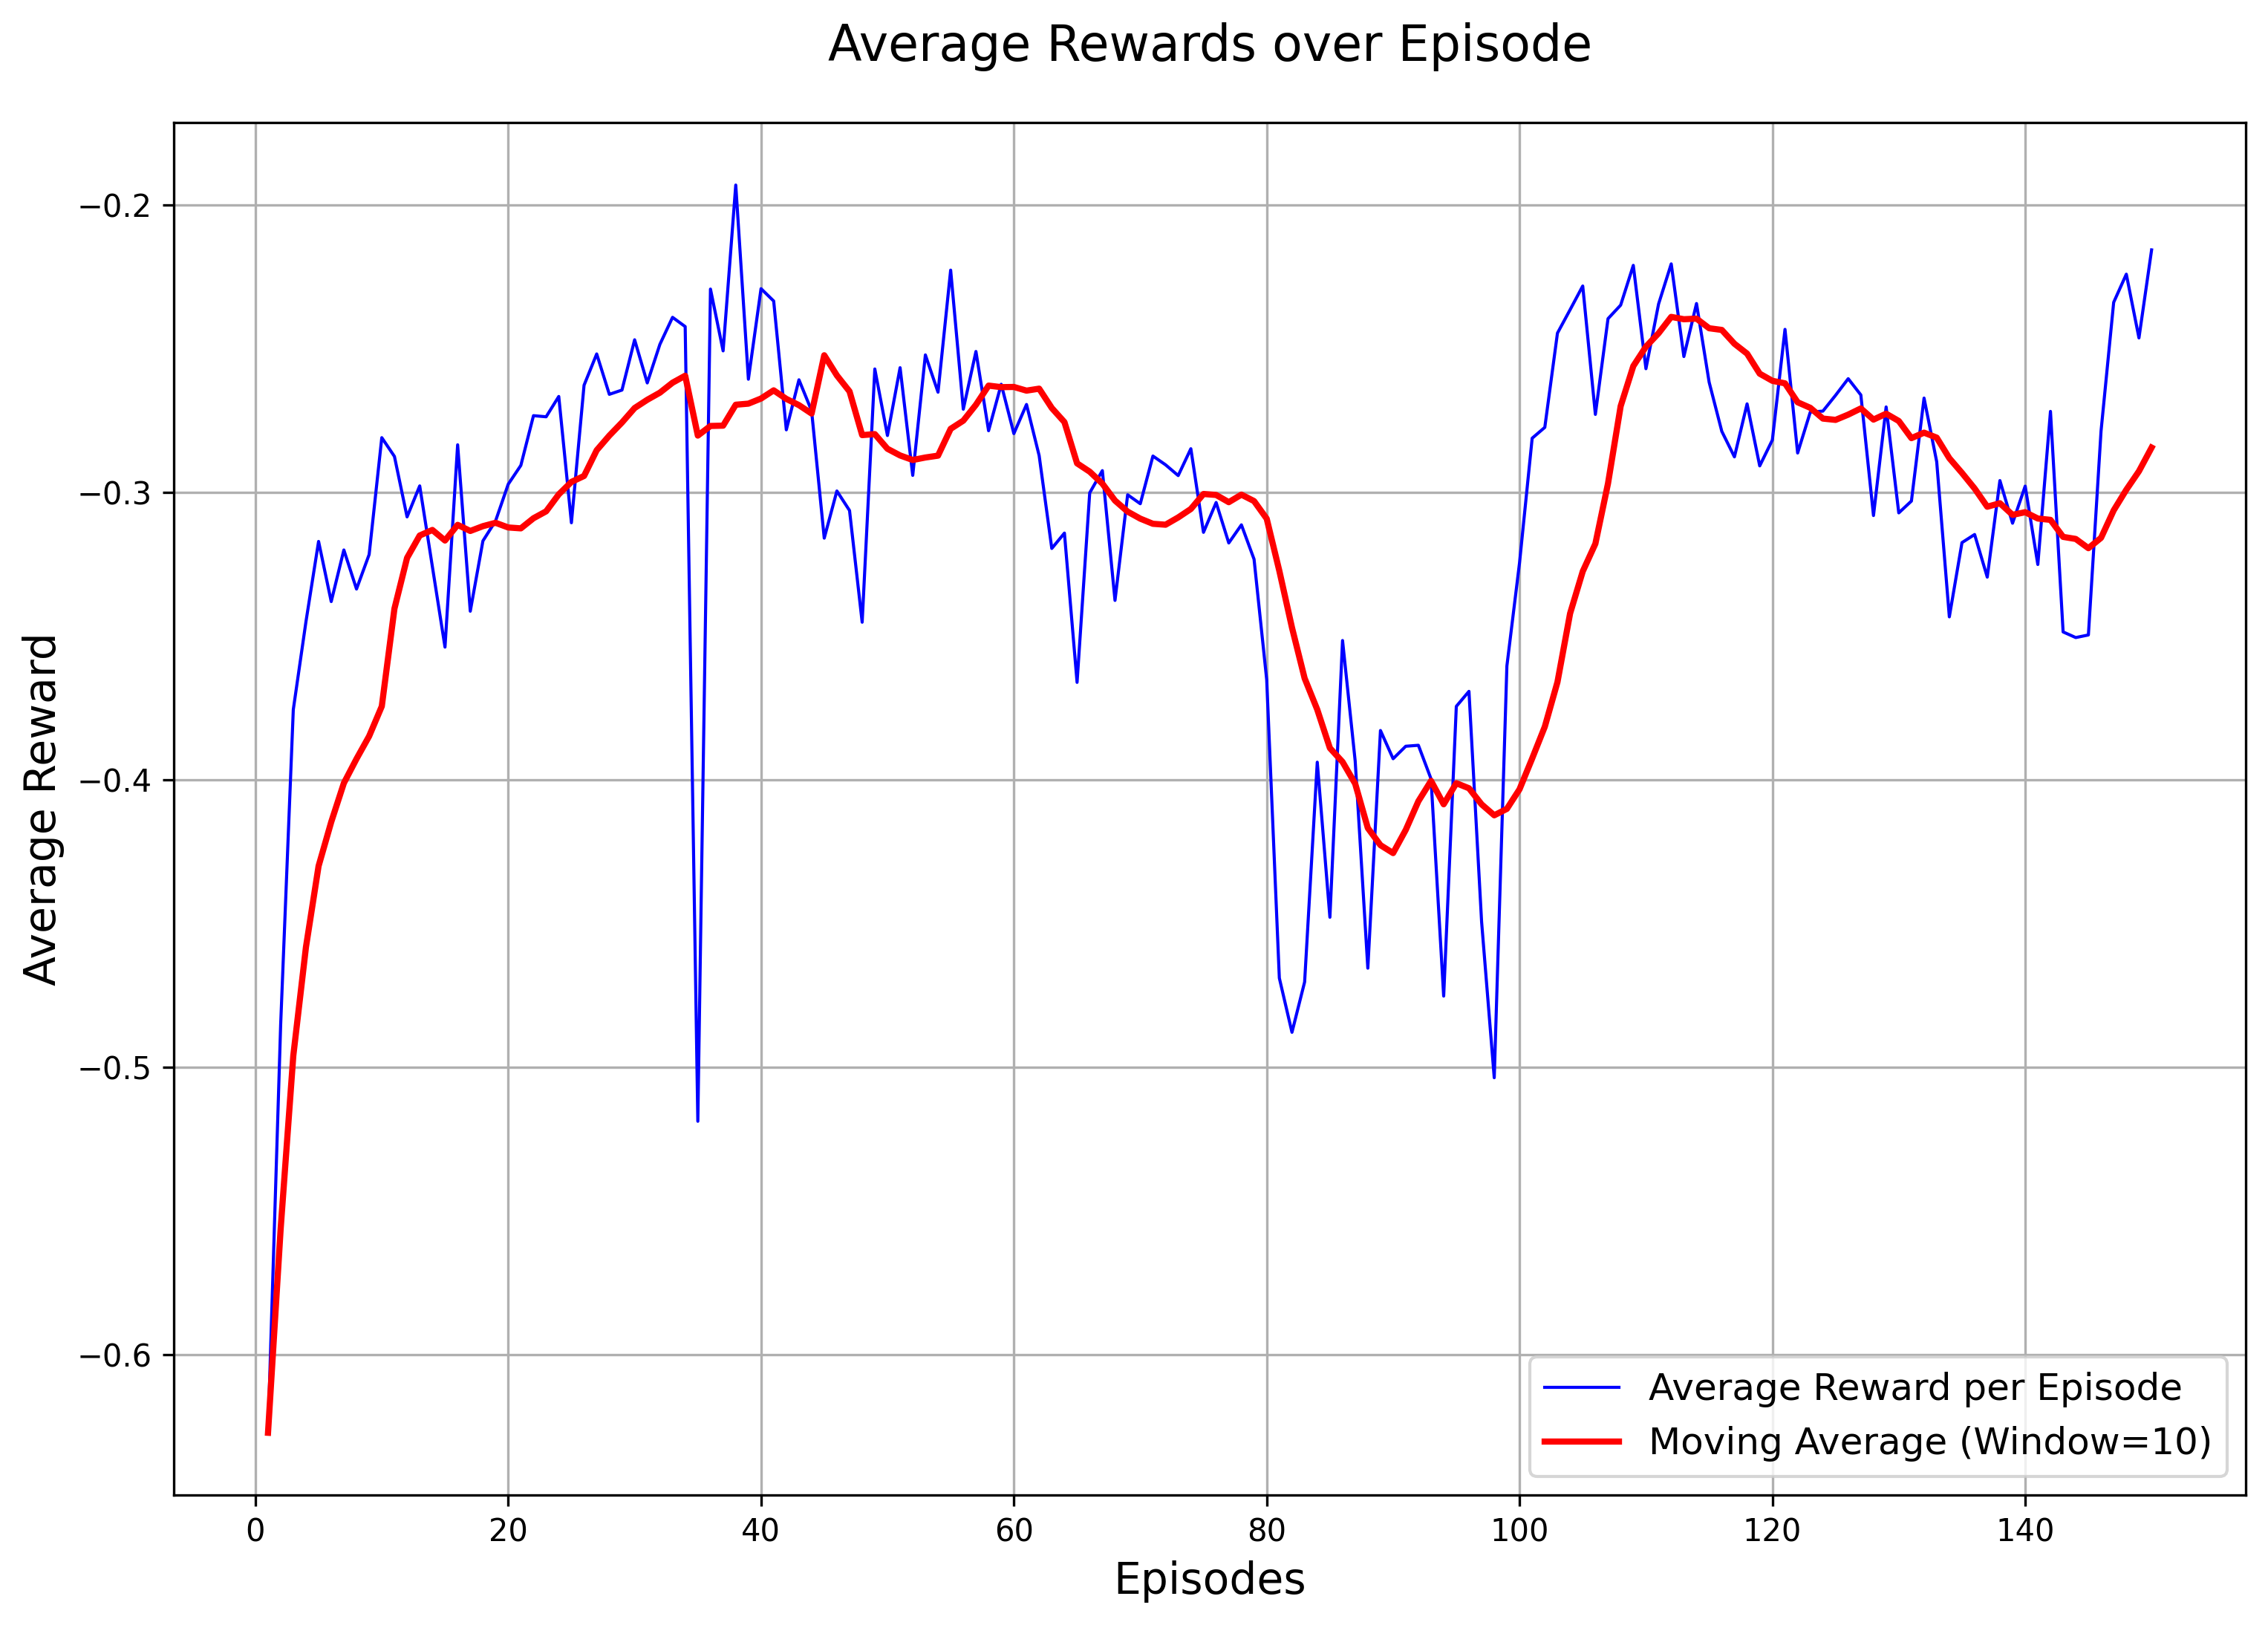 Average Rewards over Episode
Average Reward
−0.2
−0.3
−0.4
−0.5
−0.6
0 20 40 60 80 100 120 140
Episodes
Average Reward per Episode
Moving Average (Window=10)